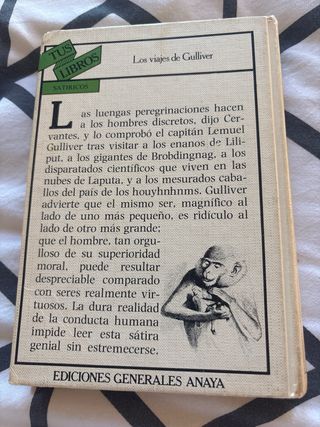 TUS
LIBROS
SATIRICOS
Los viajes de Gulliver
Las luengas peregrinaciones hacen
a los hombres discretos, dijo Cer-
vantes, y lo comprobó el capitán Lemuel
Gulliver tras visitar a los enanos de Lili-
put, a los gigantes de Brobdingnag, a los
disparatados científicos que viven en las
nubes de Laputa, y a los mesurados caba-
llos del país de los houyhnhnms. Gulliver
advierte que el mismo ser, magnífico al
lado de uno más pequeño, es ridículo al
lado de otro más grande;
que el hombre, tan orgu-
lloso de su superioridad
moral, puede resultar
despreciable comparado
con seres realmente vir-
tuosos. La dura realidad
de la conducta humana
impide leer esta sátira
genial sin estremecerse.
EDICIONES GENERALES ANAYA